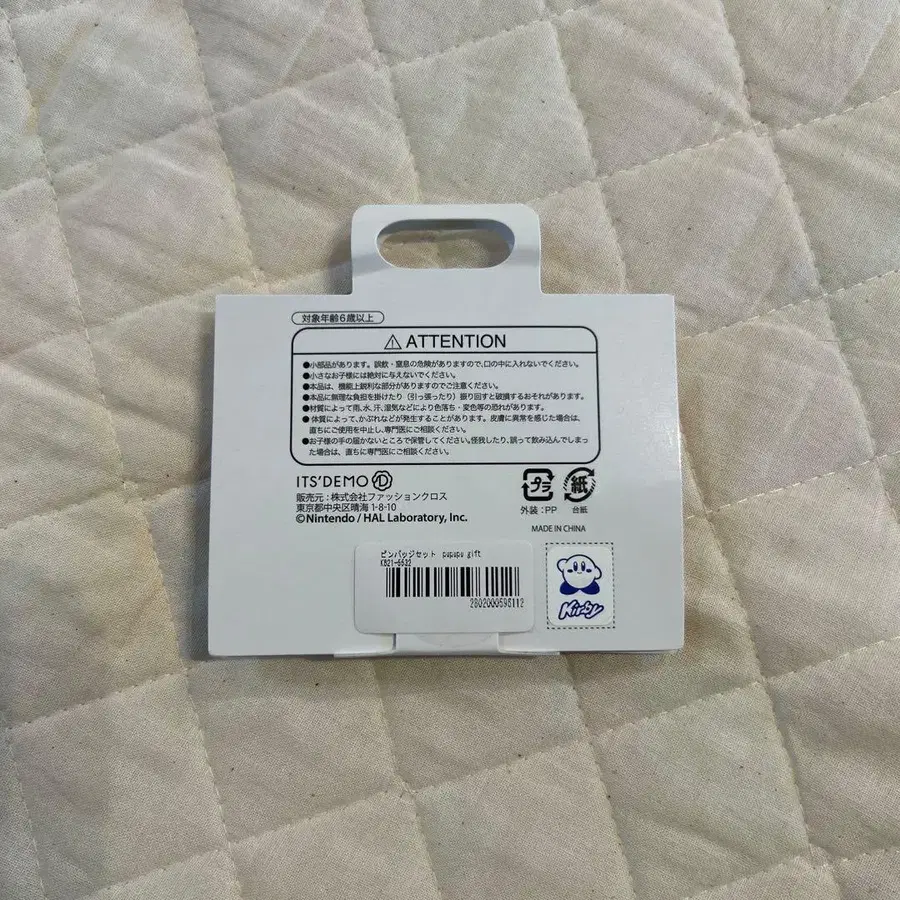 対象年齢6歳以上
⚠ ATTENTION
●小部品があります。誤飲・窒息の危険がありますので、口の中に入れないでください。
●小さなお子様には絶対に与えないでください。
●本品は、機能上鋭利な部分がありますのでご注意ください。
●本品に無理な負担を掛けたり（引っ張ったり）振り回すと破損するおそれがあります。
●材質によって雨、水、汗、湿気などにより色落ち・変色等の恐れがあります。
●体質によって、かぶれなどが発生することがあります。皮膚に異常を感じた場合は、
直ちにご使用を中止し、専門医にご相談ください。
●お子様の手の届かないところで保管してください。怪我したり、誤って飲み込んでしまっ
た場合は、直ちに専門医にご相談ください。
ITS'DEMO
販売元：株式会社ファッションクロス
東京都中央区晴海 1-8-10
©Nintendo / HAL Laboratory, Inc.
プラ
外装：PP
紙
台紙
MADE IN CHINA
ピンバッジセット pupupu gift
2802000696112
Kirby